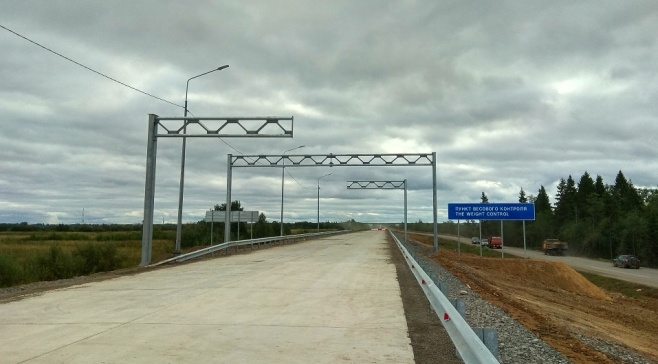 ПУНКТ ВЕСОВОГО КОНТРОЛЯ
THE WEIGHT CONTROL